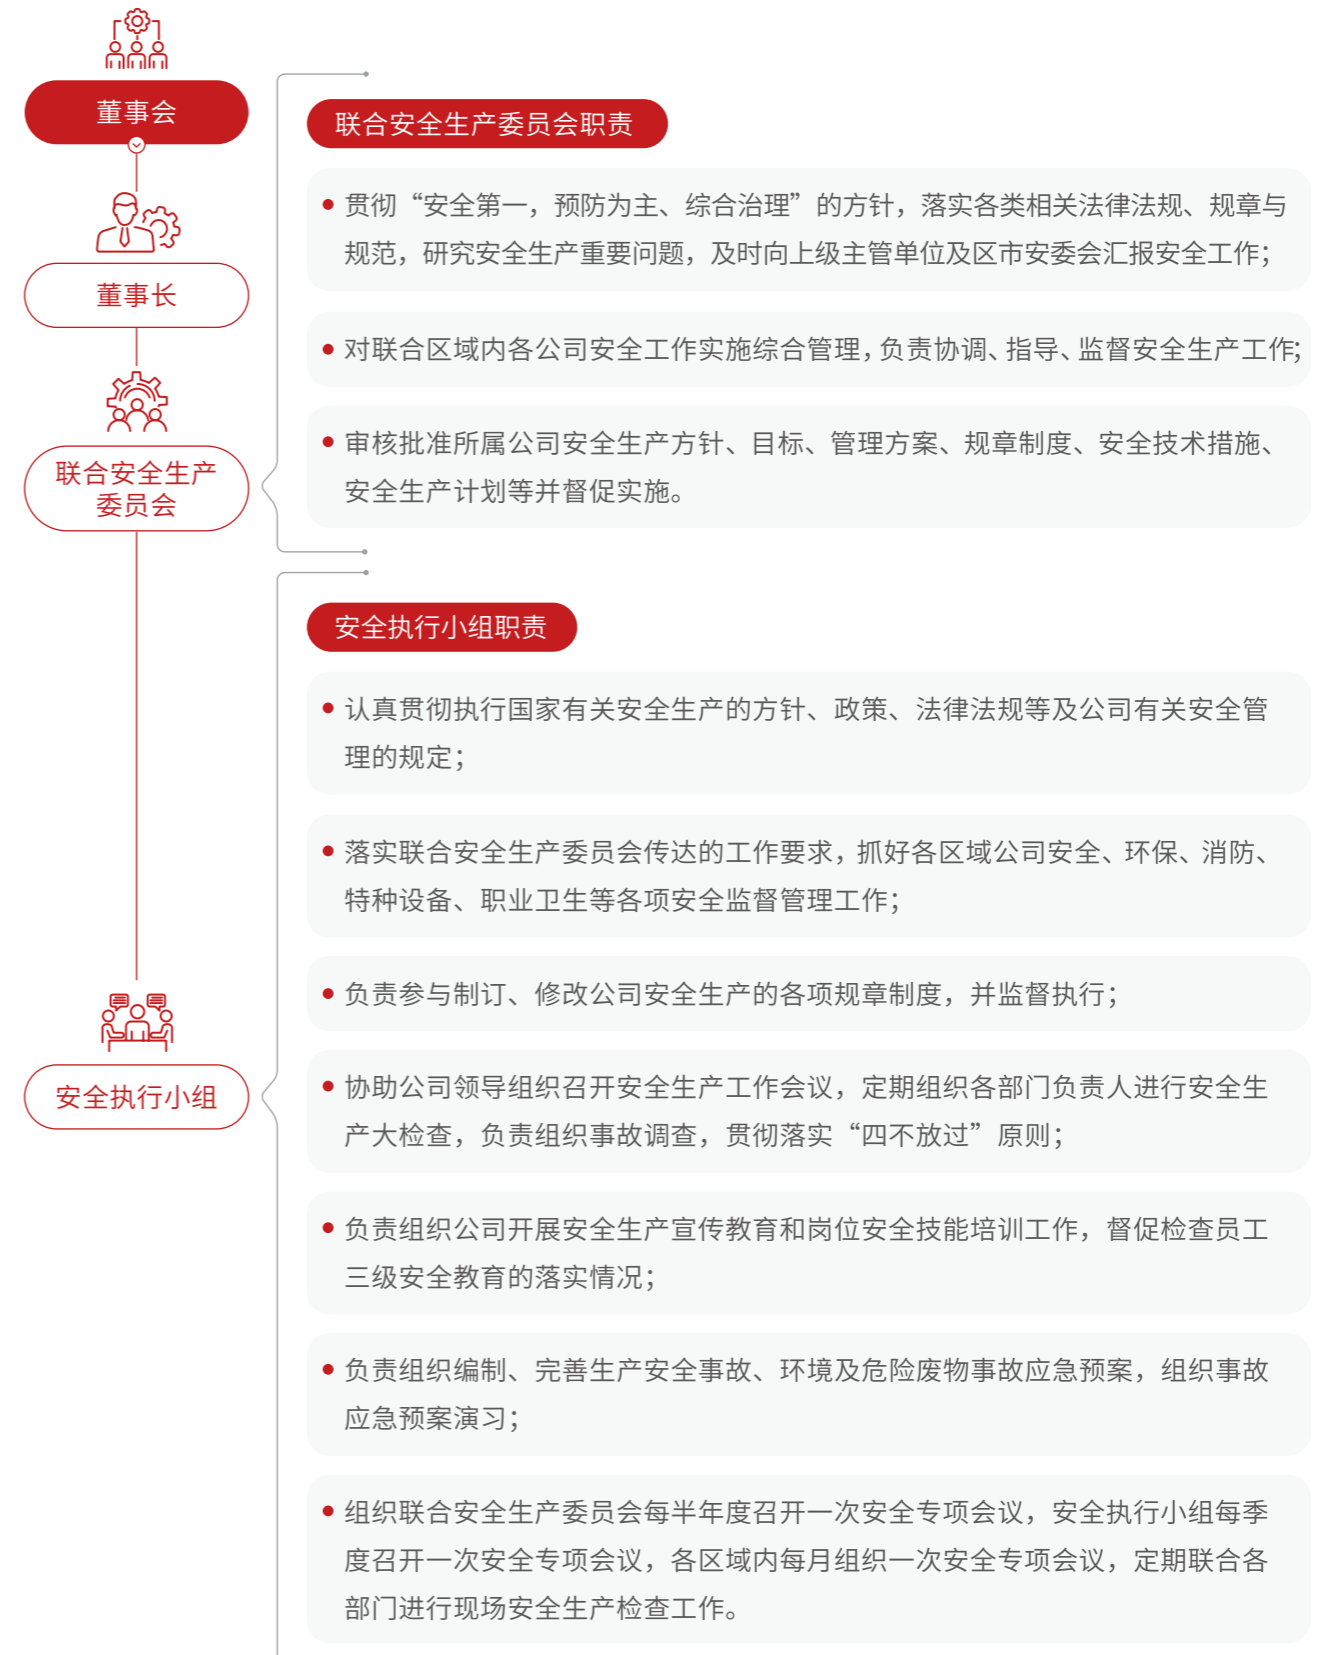 董事会
董事长
联合安全生产
委员会
联合安全生产委员会职责
贯彻“安全第一，预防为主、综合治理”的方针，落实各类相关法律法规、规章与
规范，研究安全生产重要问题，及时向上级主管单位及区市安委会汇报安全工作；
对联合区域内各公司安全工作实施综合管理，负责协调、指导、监督安全生产工作；
审核批准所属公司安全生产方针、目标、管理方案、规章制度、安全技术措施、
安全生产计划等并督促实施。
安全执行小组
安全执行小组职责
认真贯彻执行国家有关安全生产的方针、政策、法律法规等及公司有关安全管
理的规定；
落实联合安全生产委员会传达的工作要求，抓好各区域公司安全、环保、消防、
特种设备、职业卫生等各项安全监督管理工作；
负责参与制订、修改公司安全生产的各项规章制度，并监督执行；
协助公司领导组织召开安全生产工作会议，定期组织各部门负责人进行安全生
产大检查，负责组织事故调查，贯彻落实“四不放过”原则；
负责组织公司开展安全生产宣传教育和岗位安全技能培训工作，督促检查员工
三级安全教育的落实情况；
负责组织编制、完善生产安全事故、环境及危险废物事故应急预案，组织事故
应急预案演习；
组织联合安全生产委员会每半年度召开一次安全专项会议，安全执行小组每季
度召开一次安全专项会议，各区域内每月组织一次安全专项会议，定期联合各
部门进行现场安全生产检查工作。